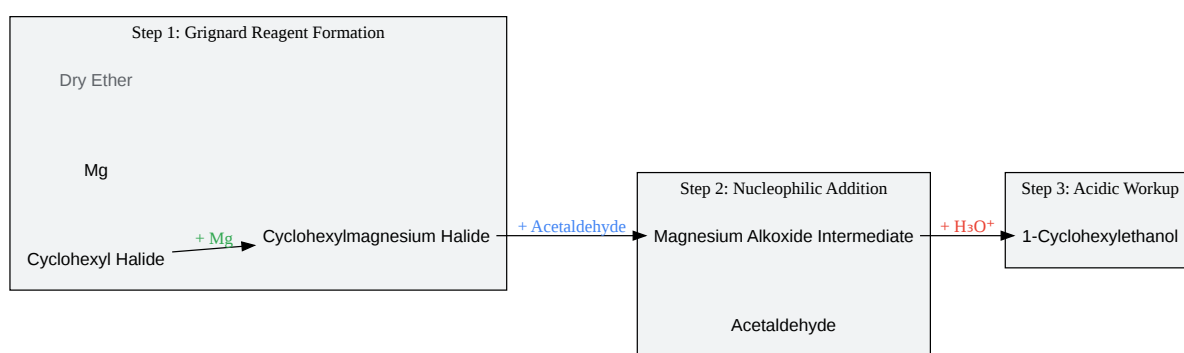 Step 1: Grignard Reagent Formation
Dry Ether
Mg
+ Mg
Cyclohexyl Halide
Cyclohexylmagnesium Halide
+ Acetaldehyde
Step 2: Nucleophilic Addition
Magnesium Alkoxide Intermediate
Acetaldehyde
+ H₃O⁺
Step 3: Acidic Workup
1-Cyclohexylethanol